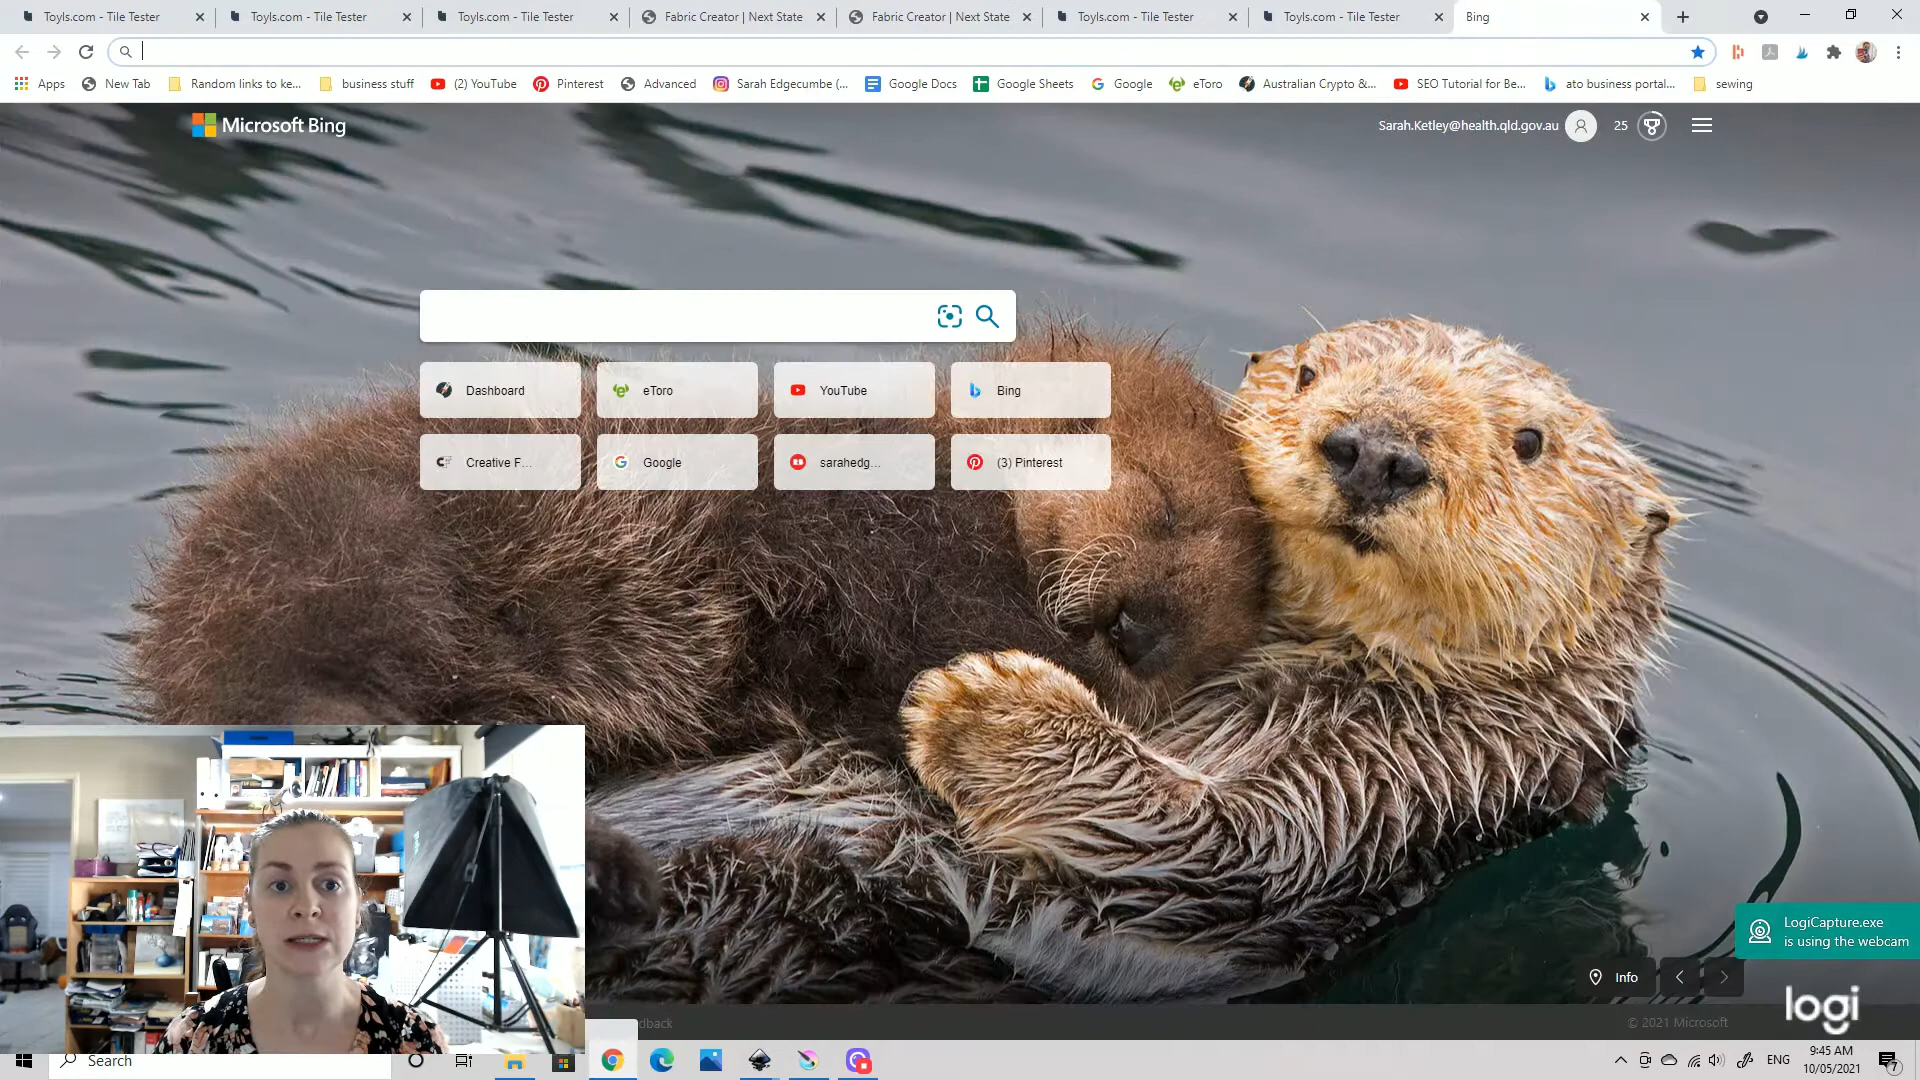 Toyls.com - Tile Tester
Toyls.com - Tile Tester
Toyls.com - Tile Tester
Fabric Creator | Next State
Fabric Creator | Next State
Toyls.com - Tile Tester
Toyls.com - Tile Tester
Bing
Apps
New Tab
Random links to ke...
business stuff
(2) YouTube
Pinterest
Advanced
Sarah Edgecumbe (...
Google Docs
Google Sheets
Google
eToro
Australian Crypto &...
SEO Tutorial for Be...
ato business portal...
sewing
Microsoft Bing
Sarah.Ketley@health.qld.gov.au
25
Dashboard
eToro
YouTube
Bing
Creative F...
Google
sarahedg...
(3) Pinterest
LogiCapture.exe
is using the webcam
Info
logi
dback
© 2021 Microsoft
Search
ENG
9:45 AM
10/05/2021
7